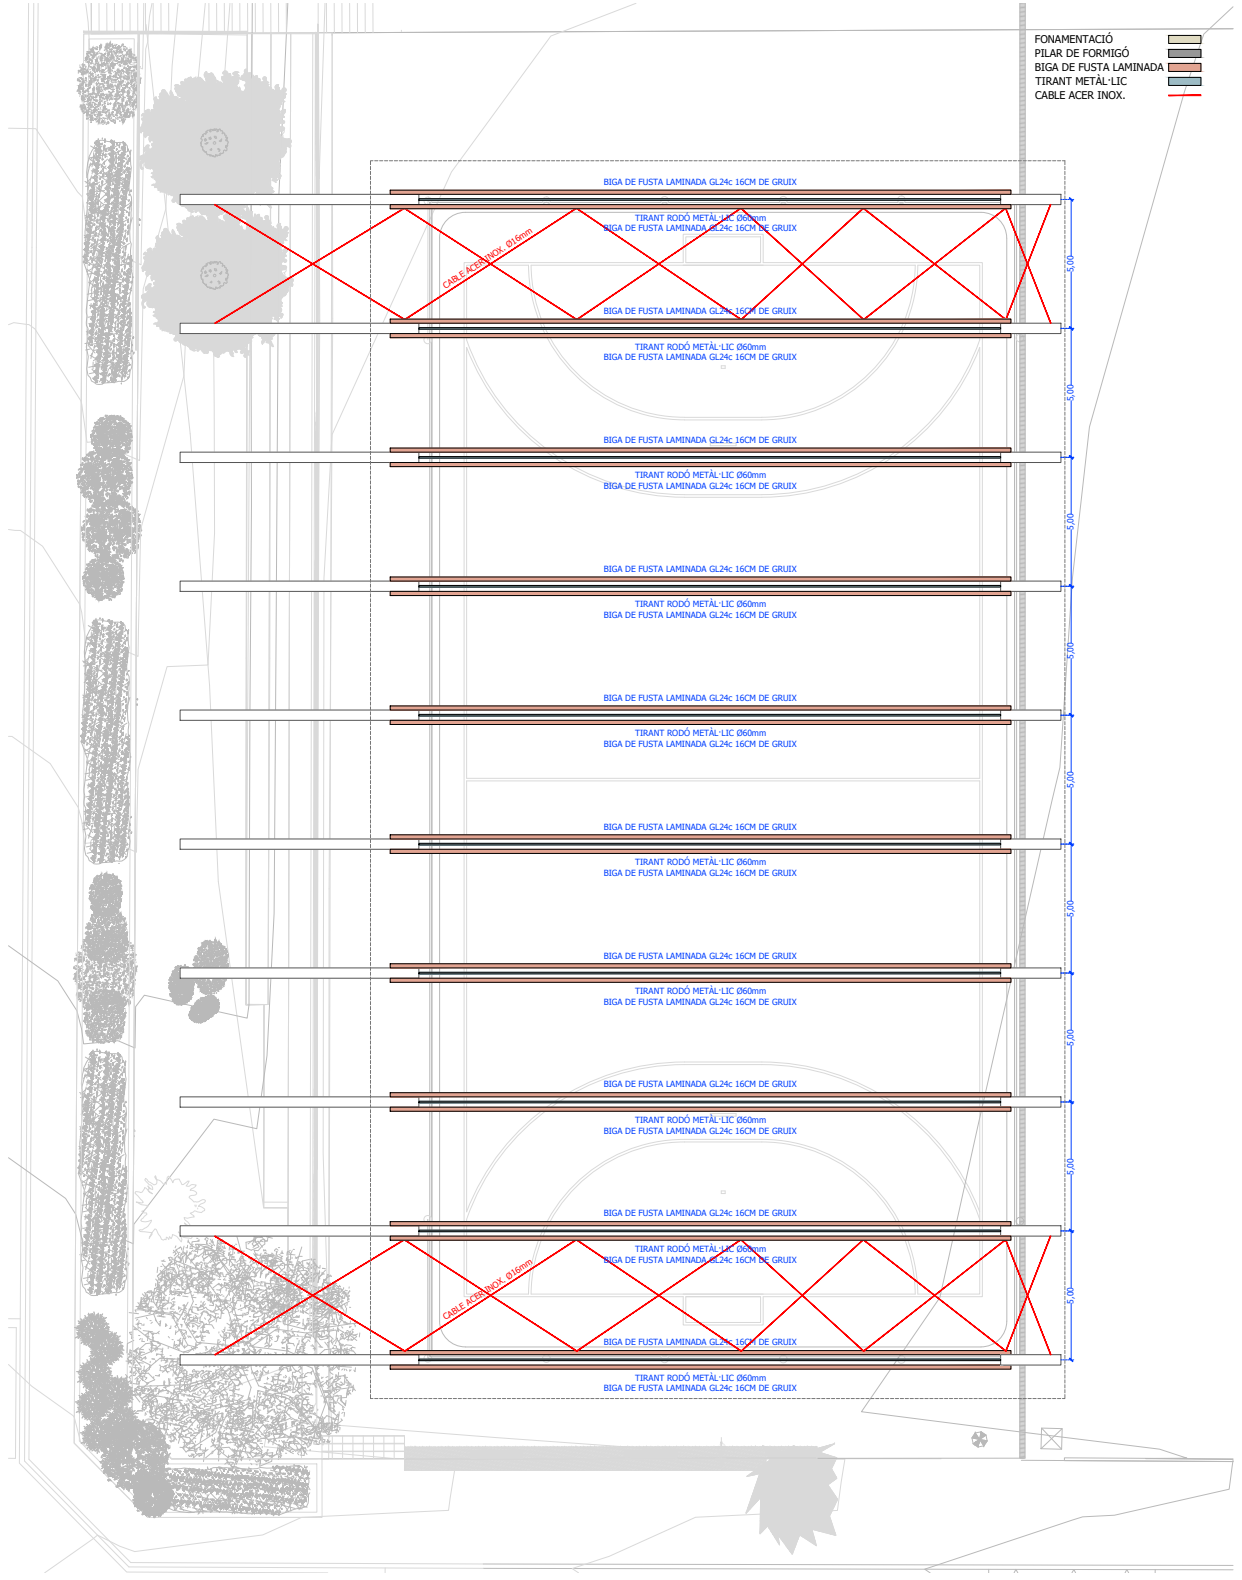 FONAMENTACIÓ
PILAR DE FORMIGÓ
BIGA DE FUSTA LAMINADA
TIRANT METÀL·LIC
CABLE ACER INOX.
BIGA DE FUSTA LAMINADA GL24c 16CM DE GRUIX
TIRANT RODÓ METÀL·LIC Ø60mm
BIGA DE FUSTA LAMINADA GL24c 16CM DE GRUIX
CABLE ACER INOX. Ø16mm
5,00
BIGA DE FUSTA LAMINADA GL24c 16CM DE GRUIX
TIRANT RODÓ METÀL·LIC Ø60mm
BIGA DE FUSTA LAMINADA GL24c 16CM DE GRUIX
5,00
BIGA DE FUSTA LAMINADA GL24c 16CM DE GRUIX
TIRANT RODÓ METÀL·LIC Ø60mm
BIGA DE FUSTA LAMINADA GL24c 16CM DE GRUIX
5,00
BIGA DE FUSTA LAMINADA GL24c 16CM DE GRUIX
TIRANT RODÓ METÀL·LIC Ø60mm
BIGA DE FUSTA LAMINADA GL24c 16CM DE GRUIX
5,00
BIGA DE FUSTA LAMINADA GL24c 16CM DE GRUIX
TIRANT RODÓ METÀL·LIC Ø60mm
BIGA DE FUSTA LAMINADA GL24c 16CM DE GRUIX
5,00
BIGA DE FUSTA LAMINADA GL24c 16CM DE GRUIX
TIRANT RODÓ METÀL·LIC Ø60mm
BIGA DE FUSTA LAMINADA GL24c 16CM DE GRUIX
5,00
BIGA DE FUSTA LAMINADA GL24c 16CM DE GRUIX
TIRANT RODÓ METÀL·LIC Ø60mm
BIGA DE FUSTA LAMINADA GL24c 16CM DE GRUIX
5,00
BIGA DE FUSTA LAMINADA GL24c 16CM DE GRUIX
TIRANT RODÓ METÀL·LIC Ø60mm
BIGA DE FUSTA LAMINADA GL24c 16CM DE GRUIX
5,00
BIGA DE FUSTA LAMINADA GL24c 16CM DE GRUIX
TIRANT RODÓ METÀL·LIC Ø60mm
BIGA DE FUSTA LAMINADA GL24c 16CM DE GRUIX
CABLE ACER INOX. Ø16mm
5,00
BIGA DE FUSTA LAMINADA GL24c 16CM DE GRUIX
TIRANT RODÓ METÀL·LIC Ø60mm
BIGA DE FUSTA LAMINADA GL24c 16CM DE GRUIX